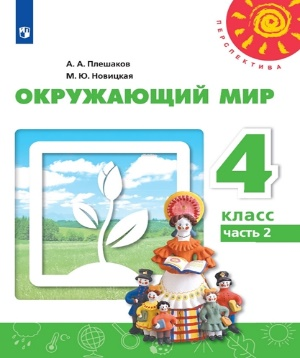 ПЕРСПЕКТИВА
А. А. Плешаков
М. Ю. Новицкая
ОКРУЖАЮЩИЙ МИР
4
класс
часть 2